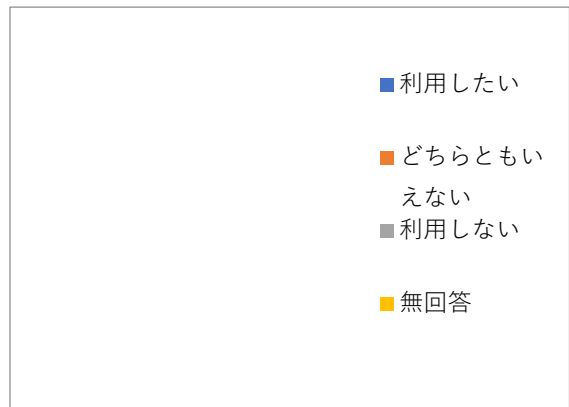 利用したい
どちらともい
えない
利用しない
無回答